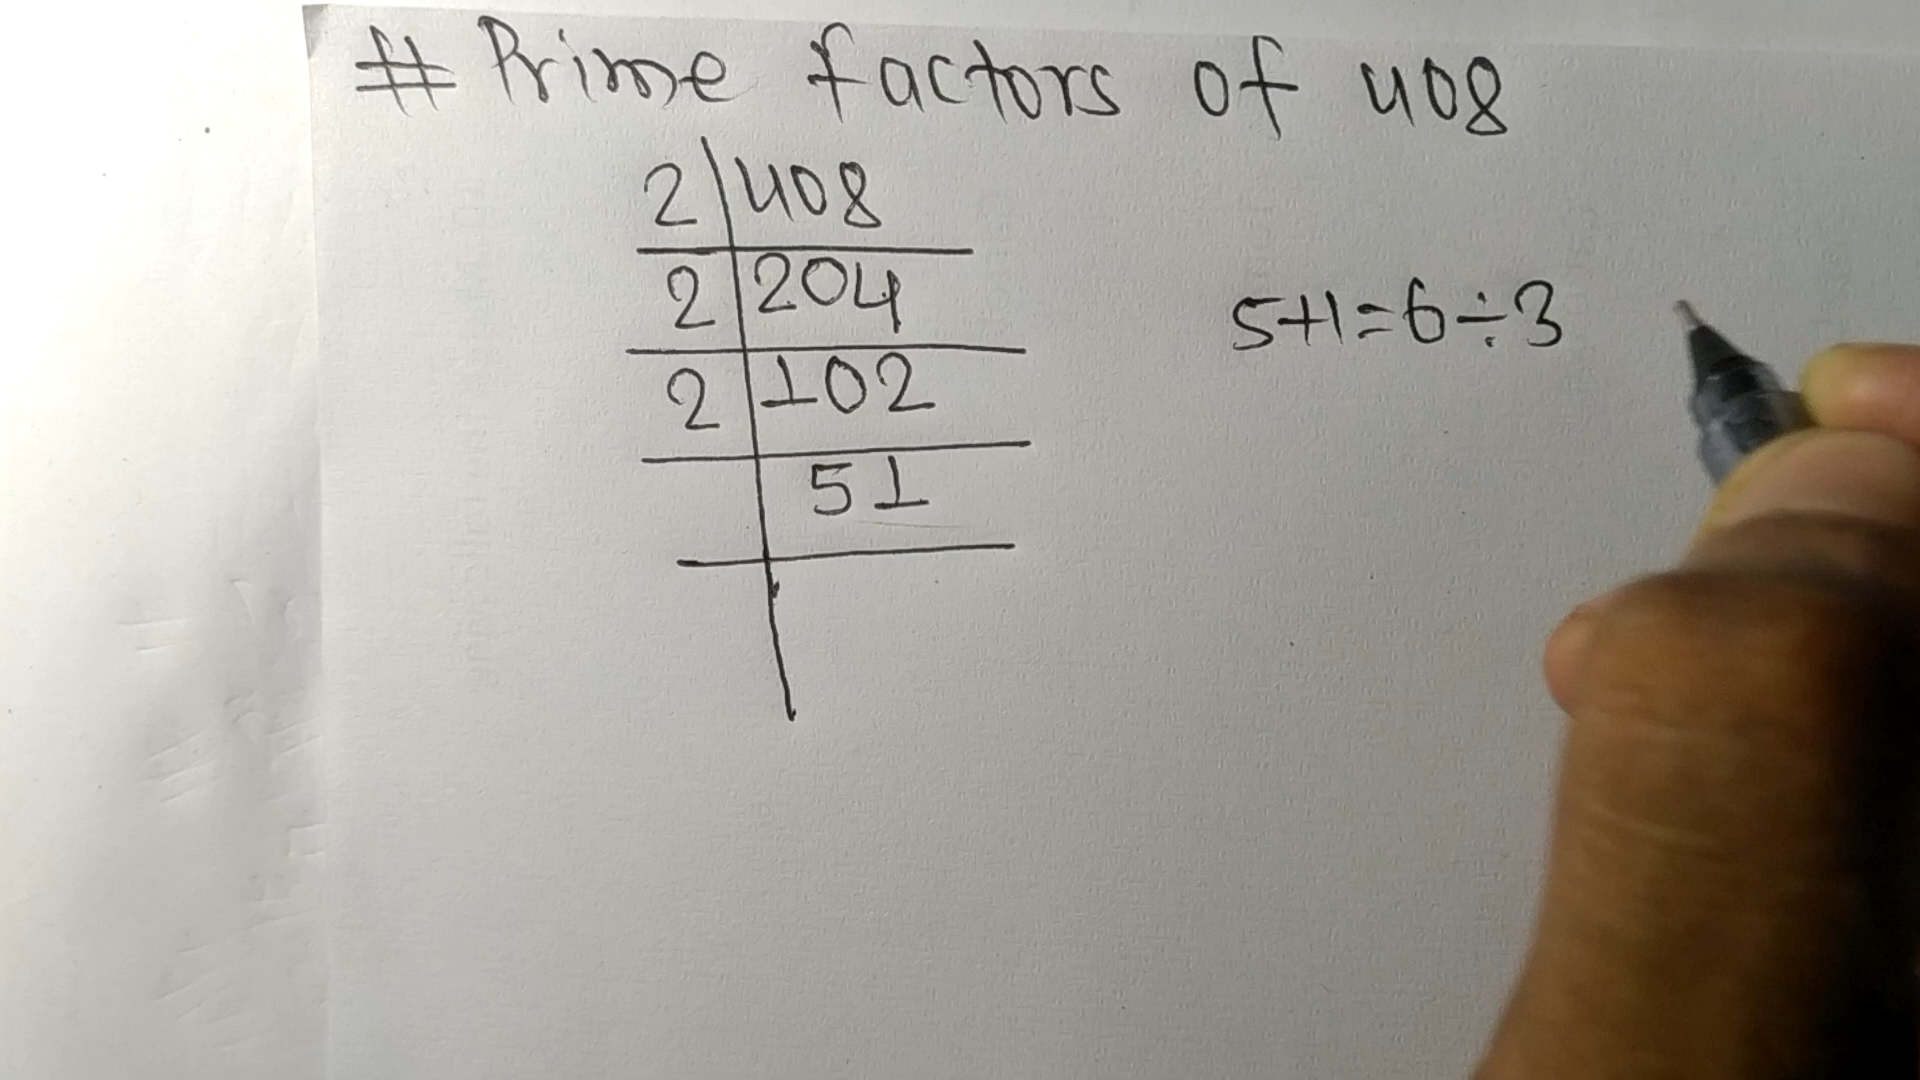 # Prime factors of 408
2 | 408
2 | 204
2 | 102
51
5+1=6÷3